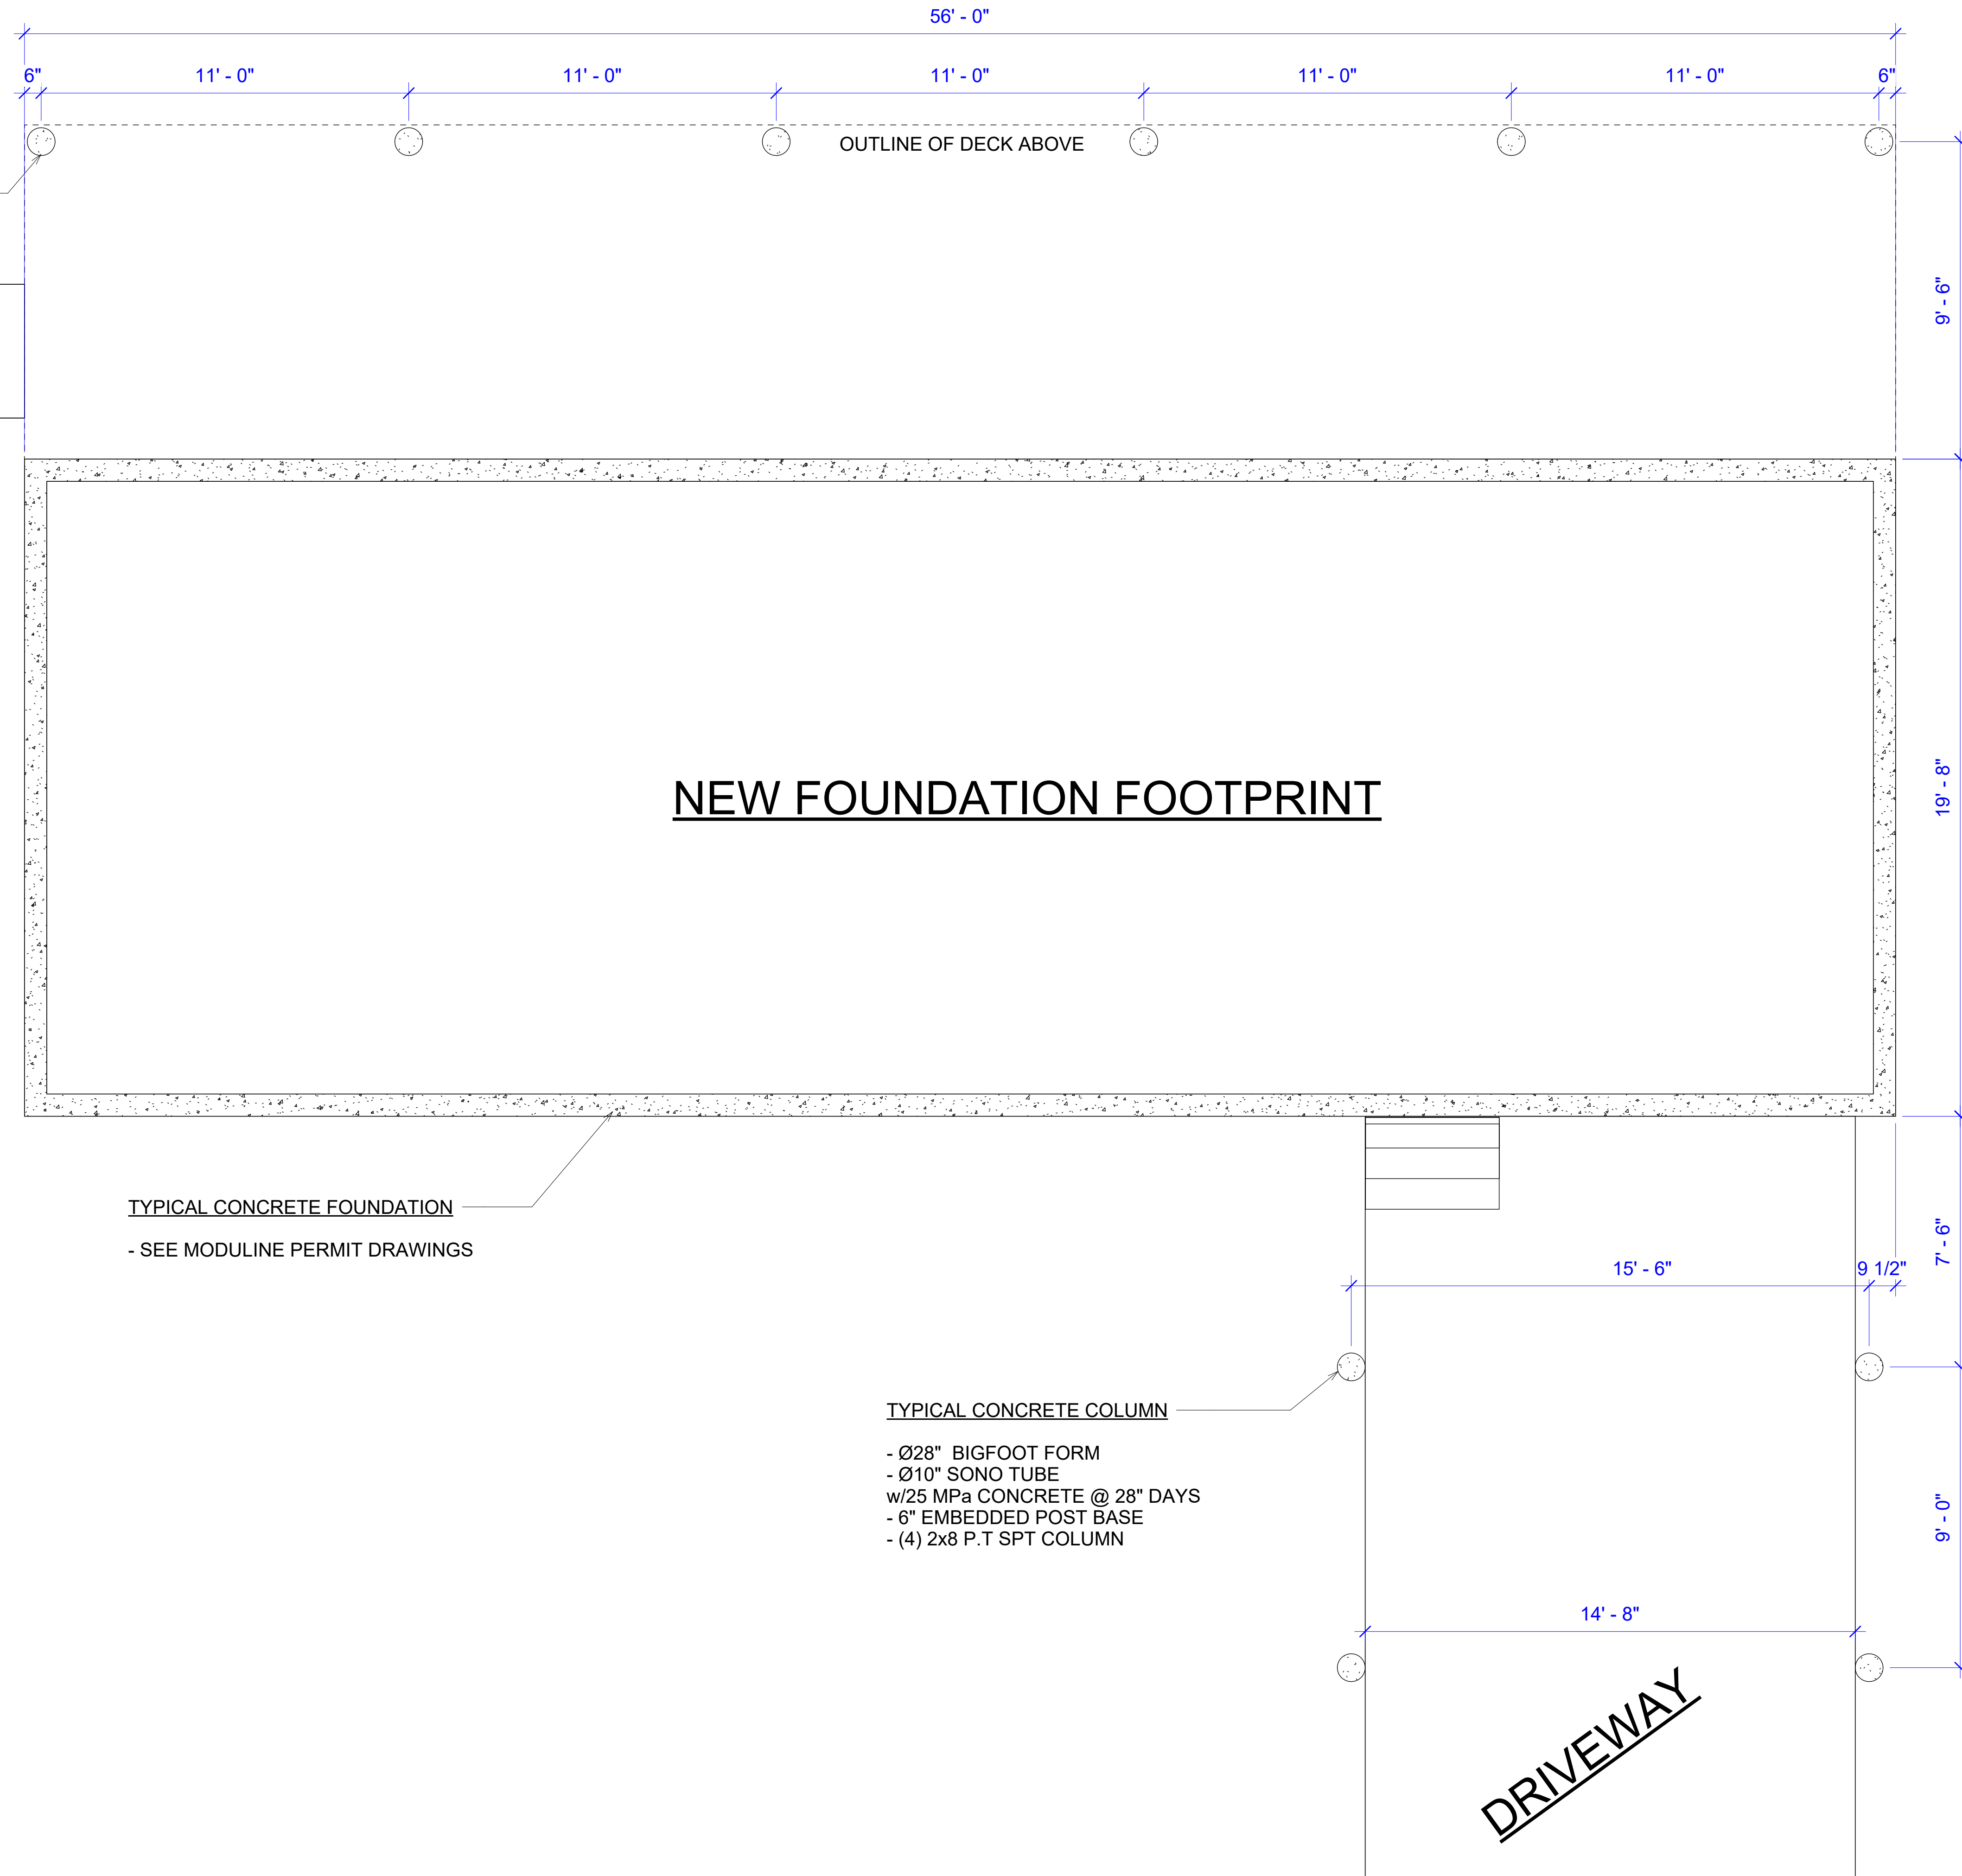 56' - 0"
6" 11' - 0" 11' - 0" 11' - 0" 11' - 0" 11' - 0" 6"
OUTLINE OF DECK ABOVE
9' - 6"
NEW FOUNDATION FOOTPRINT
19' - 8"
TYPICAL CONCRETE FOUNDATION
- SEE MODULINE PERMIT DRAWINGS
7' - 6"
15' - 6" 9 1/2"
TYPICAL CONCRETE COLUMN
- Ø28" BIGFOOT FORM
- Ø10" SONO TUBE
w/25 MPa CONCRETE @ 28" DAYS
- 6" EMBEDDED POST BASE
- (4) 2x8 P.T SPT COLUMN
9' - 0"
14' - 8"
DRIVEWAY